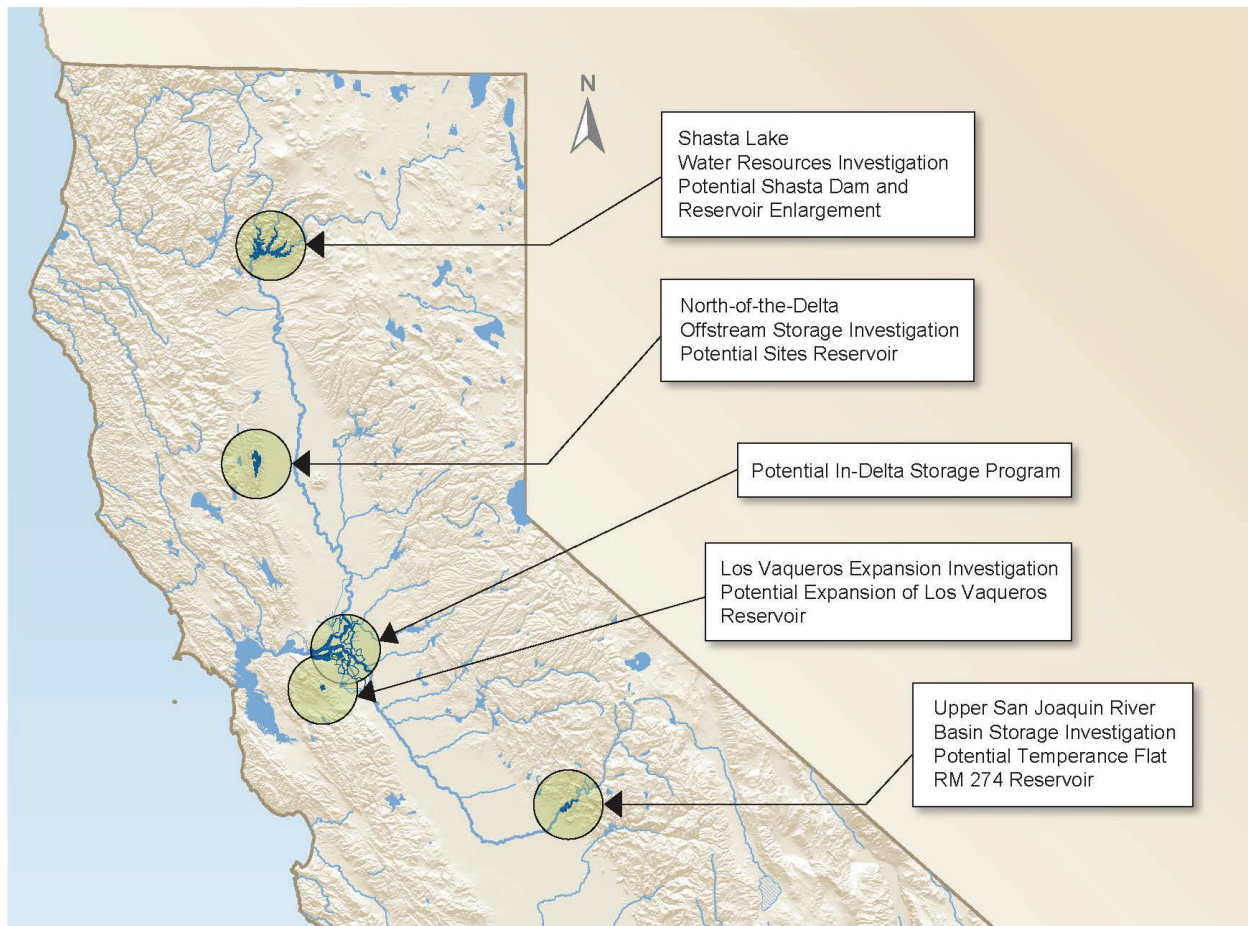 N
Shasta Lake
Water Resources Investigation
Potential Shasta Dam and
Reservoir Enlargement
North-of-the-Delta
Offstream Storage Investigation
Potential Sites Reservoir
Potential In-Delta Storage Program
Los Vaqueros Expansion Investigation
Potential Expansion of Los Vaqueros
Reservoir
Upper San Joaquin River
Basin Storage Investigation
Potential Temperance Flat
RM 274 Reservoir